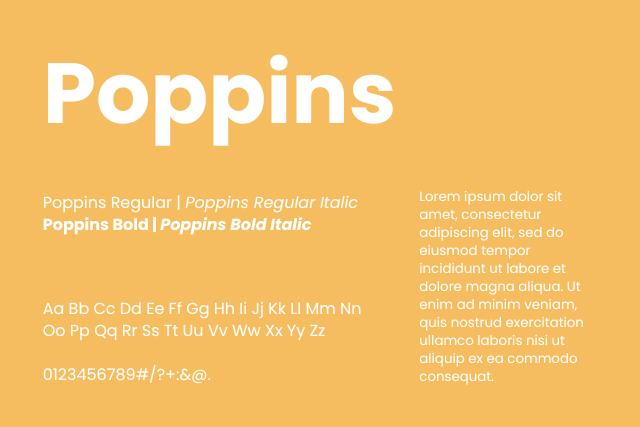 Poppins
Poppins Regular | Poppins Regular Italic
Poppins Bold | Poppins Bold Italic
Aa Bb Cc Dd Ee Ff Gg Hh Ii Jj Kk Ll Mm Nn
Oo Pp Qq Rr Ss Tt Uu Vv Ww Xx Yy Zz
0123456789#/?+:&@.
Lorem ipsum dolor sit
amet, consectetur
adipiscing elit, sed do
eiusmod tempor
incididunt ut labore et
dolore magna aliqua. Ut
enim ad minim veniam,
quis nostrud exercitation
ullamco laboris nisi ut
aliquip ex ea commodo
consequat.